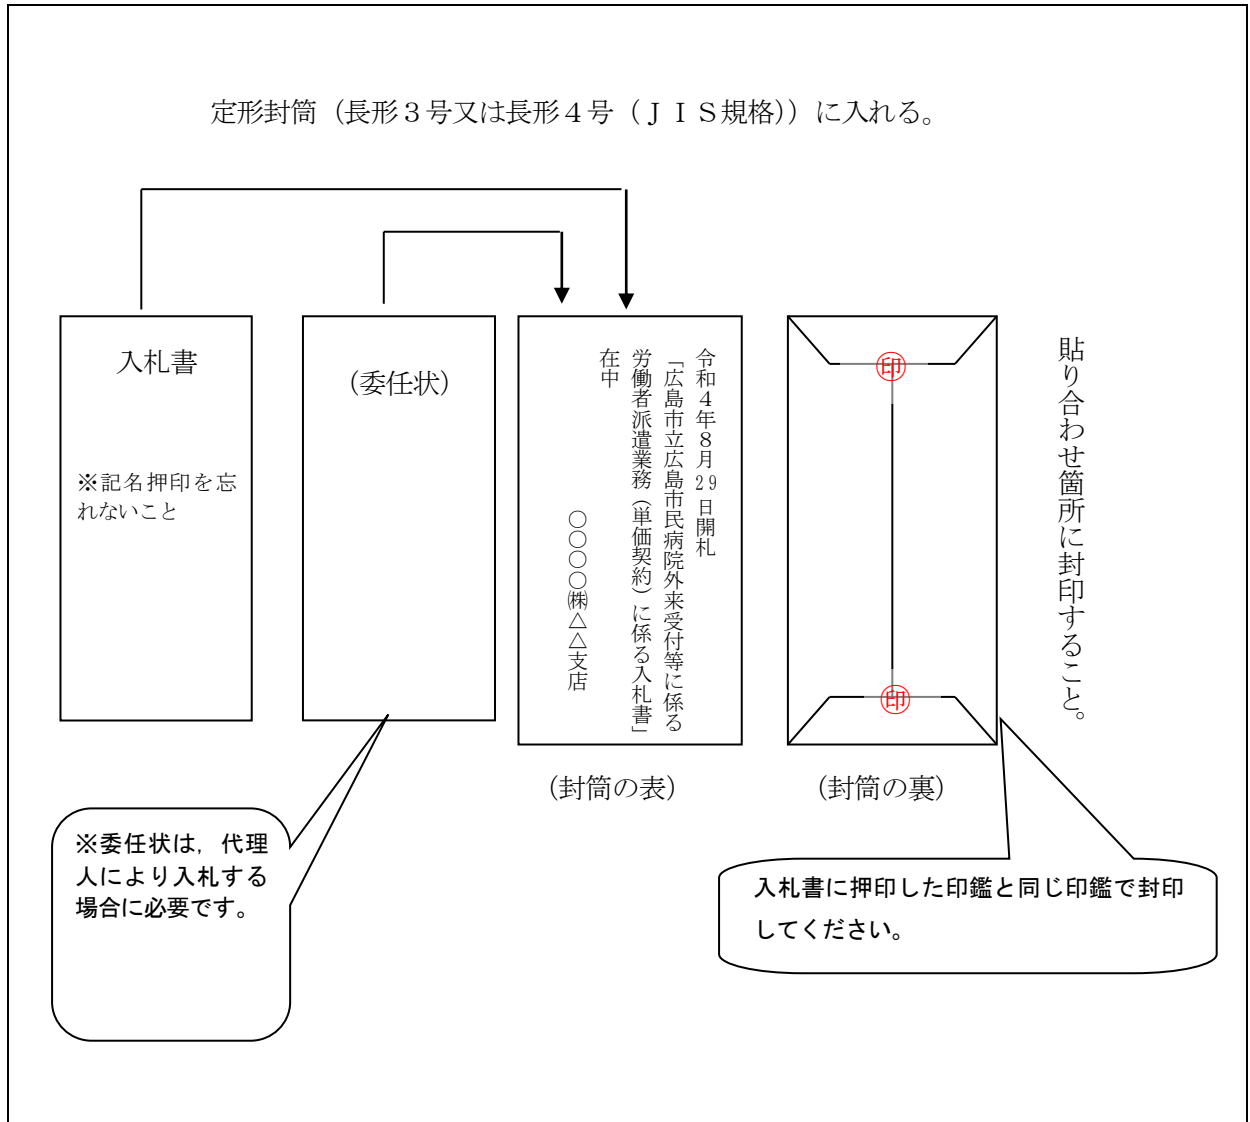 定形封筒（長形３号又は長形４号（ＪＩＳ規格））に入れる。
入札書
※記名押印を忘
れないこと
（委任状）
令和４年８月29日開札
「広島市立広島市民病院外来受付等に係る
労働者派遣業務（単価契約）に係る入札書」
在中
○○○○㈱△△支店
印
印
貼り合わせ箇所に封印すること。
（封筒の表）
（封筒の裏）
※委任状は，代理
人により入札する
場合に必要です。
入札書に押印した印鑑と同じ印鑑で封印
してください。